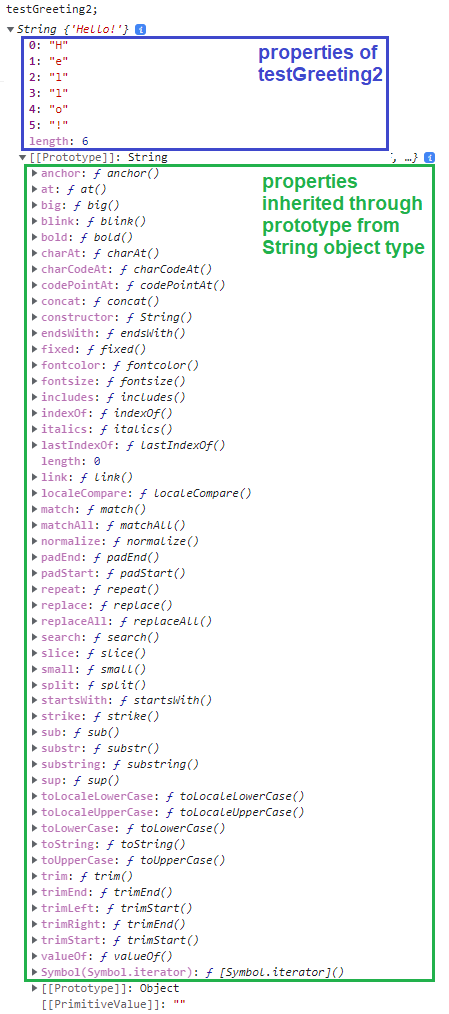 testGreeting2;
String {'Hello!'} i
0: "H"
1: "e"
2: "l"
3: "l"
4: "o"
5: "!"
length: 6
properties of
testGreeting2
[[Prototype]]: String ', …} i
anchor: ƒ anchor()
at: ƒ at()
big: ƒ big()
blink: ƒ blink()
bold: ƒ bold()
charAt: ƒ charAt()
charCodeAt: ƒ charCodeAt()
codePointAt: ƒ codePointAt()
concat: ƒ concat()
constructor: ƒ String()
endsWith: ƒ endsWith()
fixed: ƒ fixed()
fontcolor: ƒ fontcolor()
fontsize: ƒ fontsize()
includes: ƒ includes()
indexOf: ƒ indexOf()
italics: ƒ italics()
lastIndexOf: ƒ lastIndexOf()
length: 0
link: ƒ link()
localeCompare: ƒ localeCompare()
match: ƒ match()
matchAll: ƒ matchAll()
normalize: ƒ normalize()
padEnd: ƒ padEnd()
padStart: ƒ padStart()
repeat: ƒ repeat()
replace: ƒ replace()
replaceAll: ƒ replaceAll()
search: ƒ search()
slice: ƒ slice()
small: ƒ small()
split: ƒ split()
startsWith: ƒ startsWith()
strike: ƒ strike()
sub: ƒ sub()
substr: ƒ substr()
substring: ƒ substring()
sup: ƒ sup()
toLocaleLowerCase: ƒ toLocaleLowerCase()
toLocaleUpperCase: ƒ toLocaleUpperCase()
toLowerCase: ƒ toLowerCase()
toString: ƒ toString()
toUpperCase: ƒ toUpperCase()
trim: ƒ trim()
trimEnd: ƒ trimEnd()
trimLeft: ƒ trimStart()
trimRight: ƒ trimEnd()
trimStart: ƒ trimStart()
valueOf: ƒ valueOf()
Symbol(Symbol.iterator): ƒ [Symbol.iterator]()
properties
inherited through
prototype from
String object type
[[Prototype]]: Object
[[PrimitiveValue]]: ""